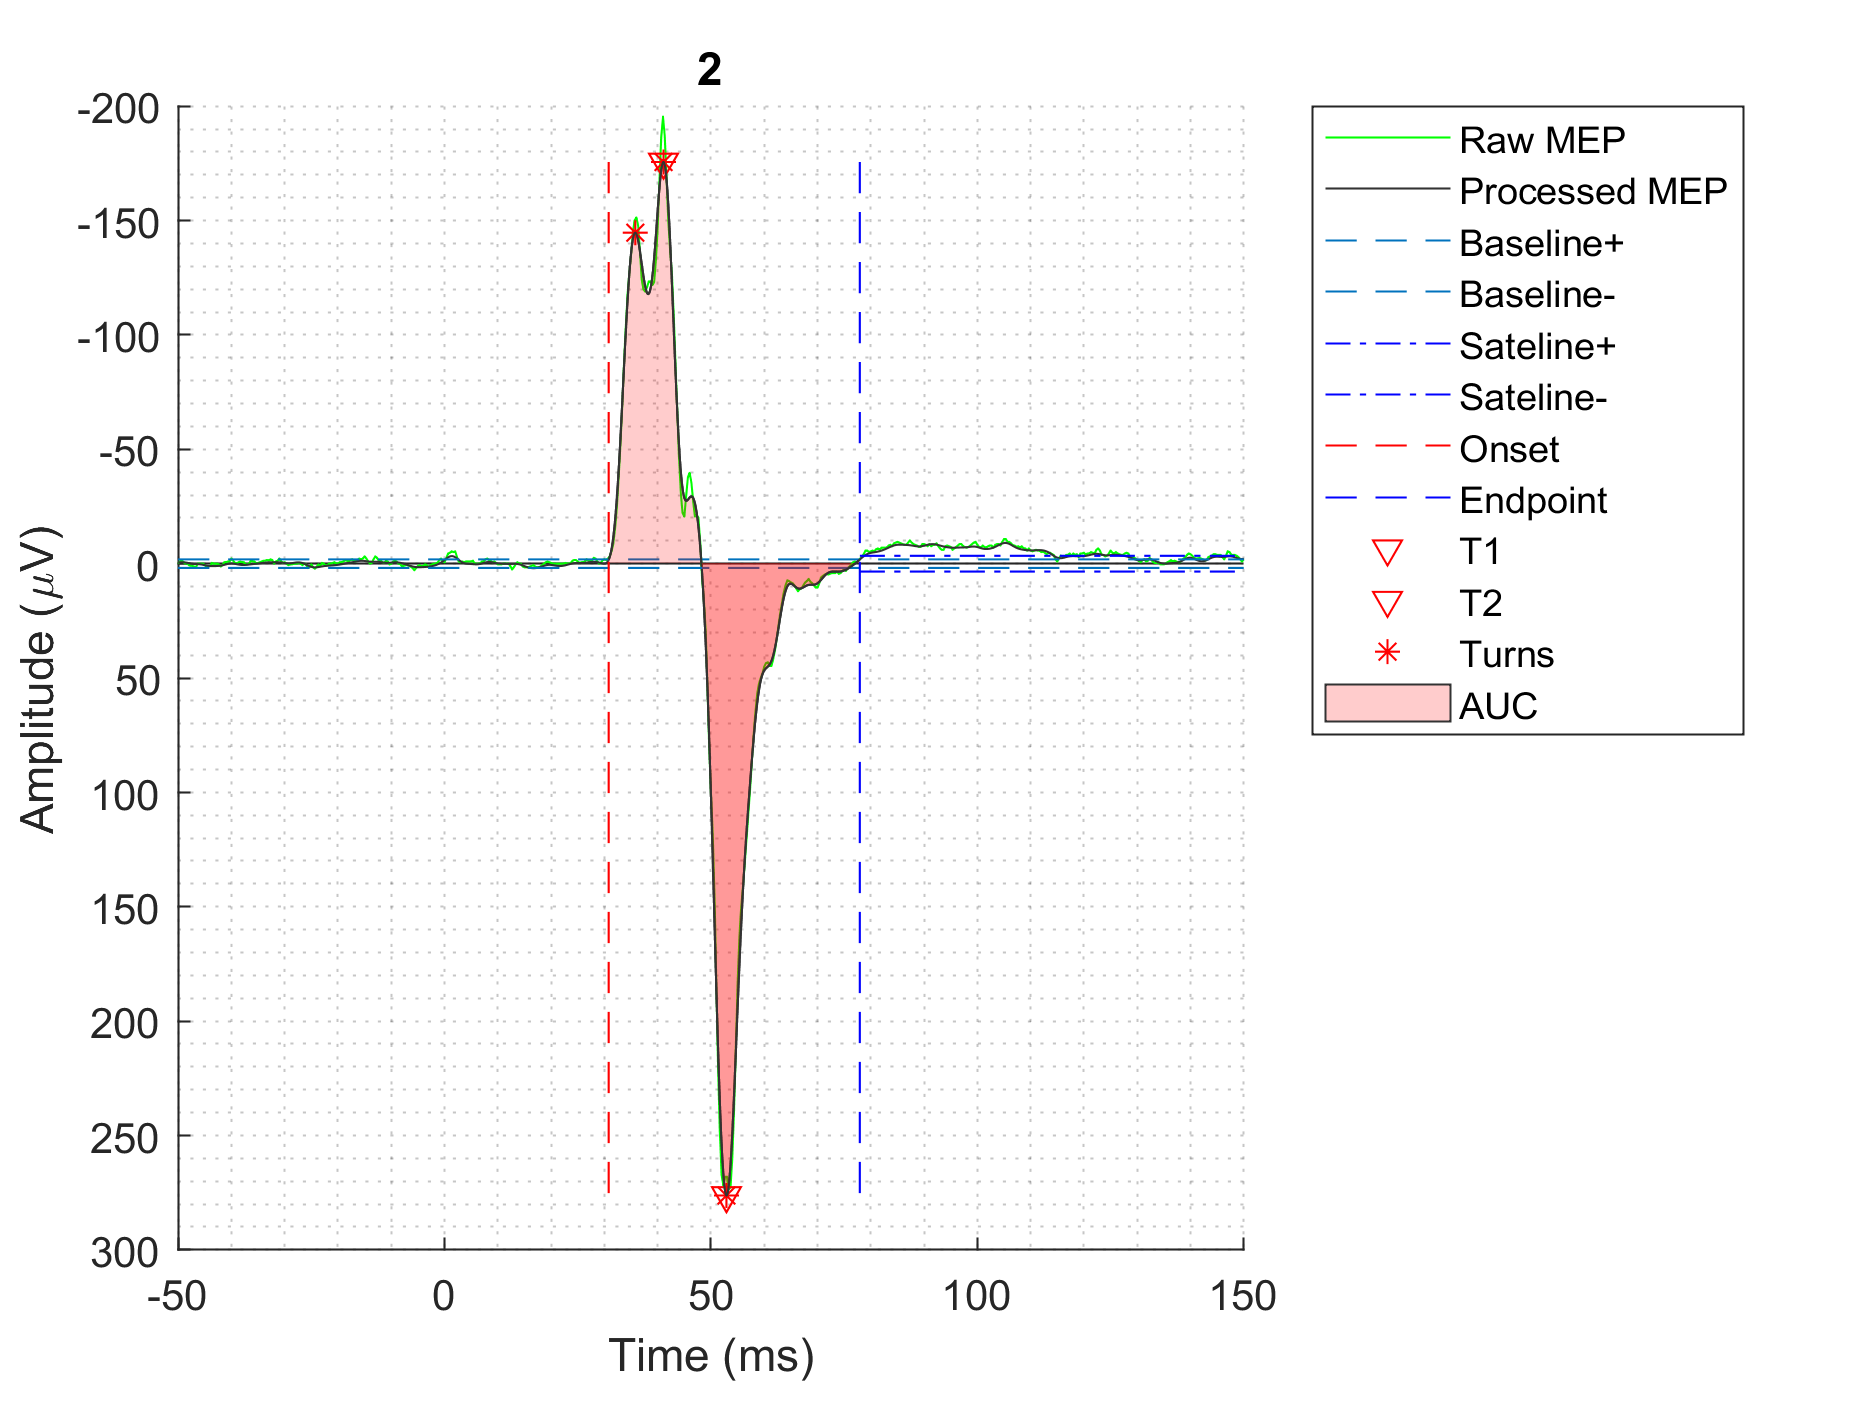 2
-200
-150
-100
-50
0
50
100
150
200
250
300
Amplitude (μV)
-50 0 50 100 150
Time (ms)
Raw MEP
Processed MEP
Baseline+
Baseline-
Sateline+
Sateline-
Onset
Endpoint
T1
T2
Turns
AUC